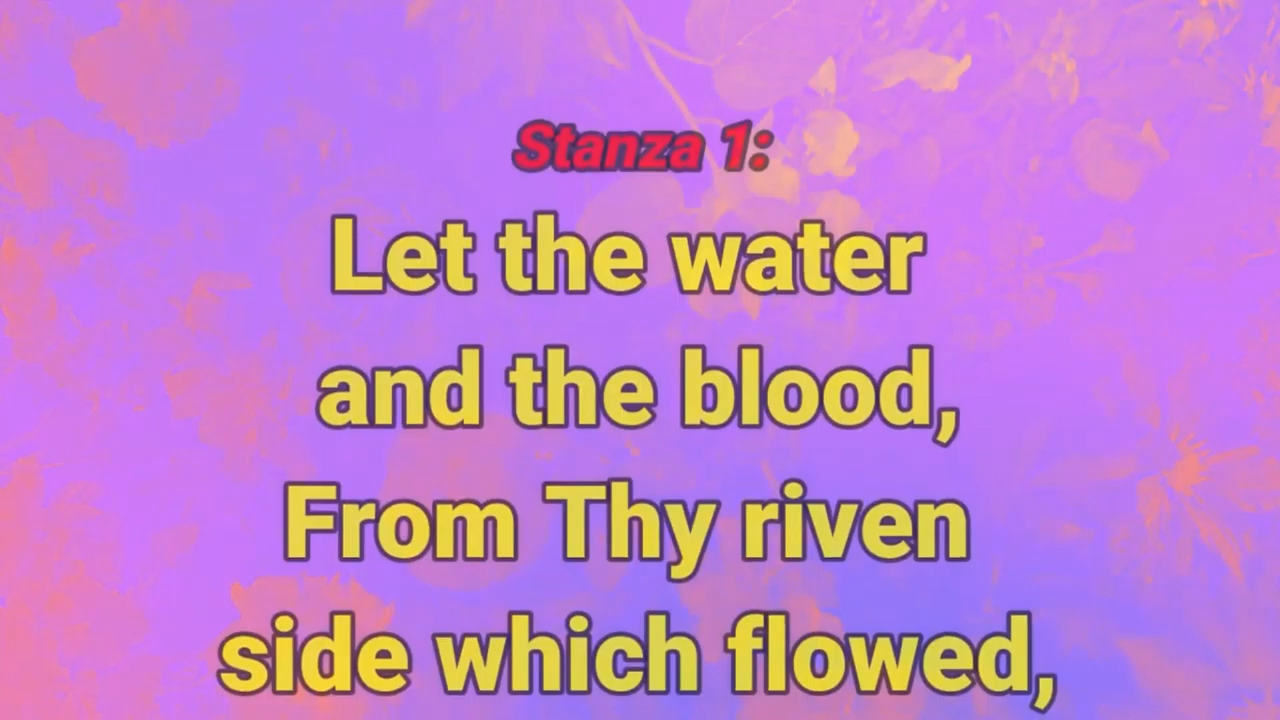 Stanza 1:
Let the water
and the blood,
From Thy riven
side which flowed,